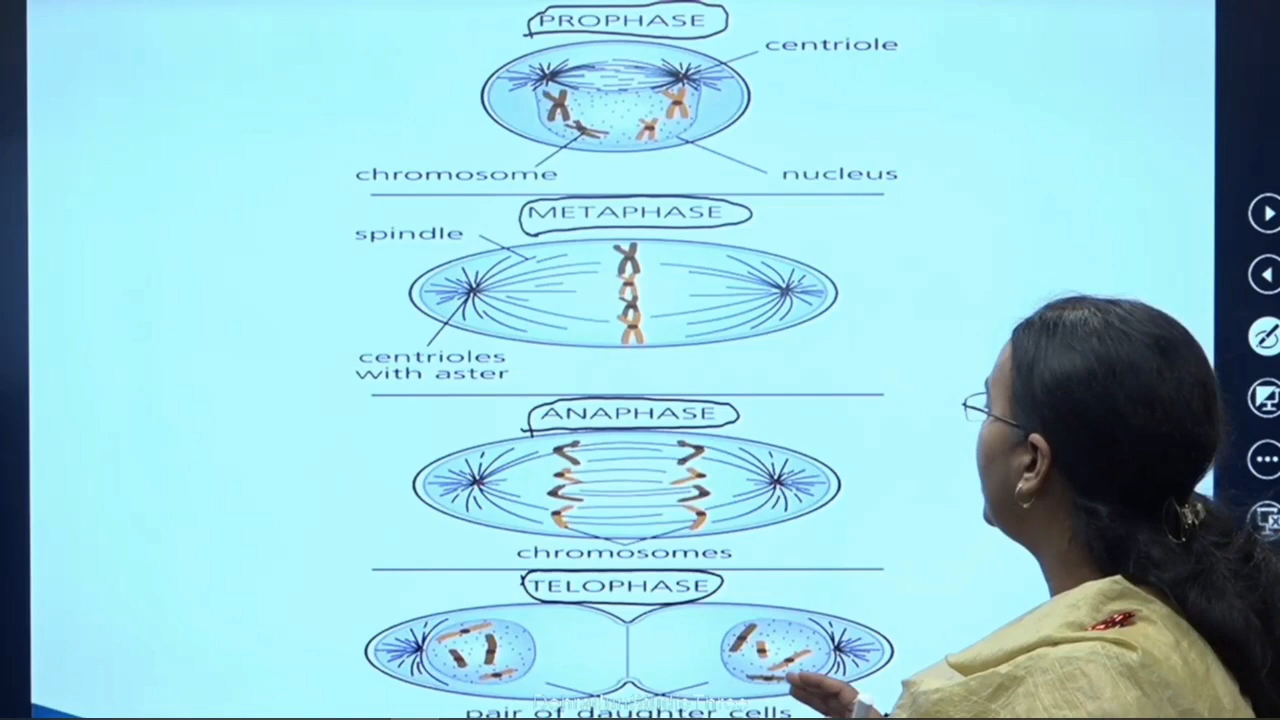 PROPHASE
centriole
chromosome
nucleus
METAPHASE
spindle
centrioles
with aster
ANAPHASE
chromosomes
TELOPHASE
pair of daughter cells